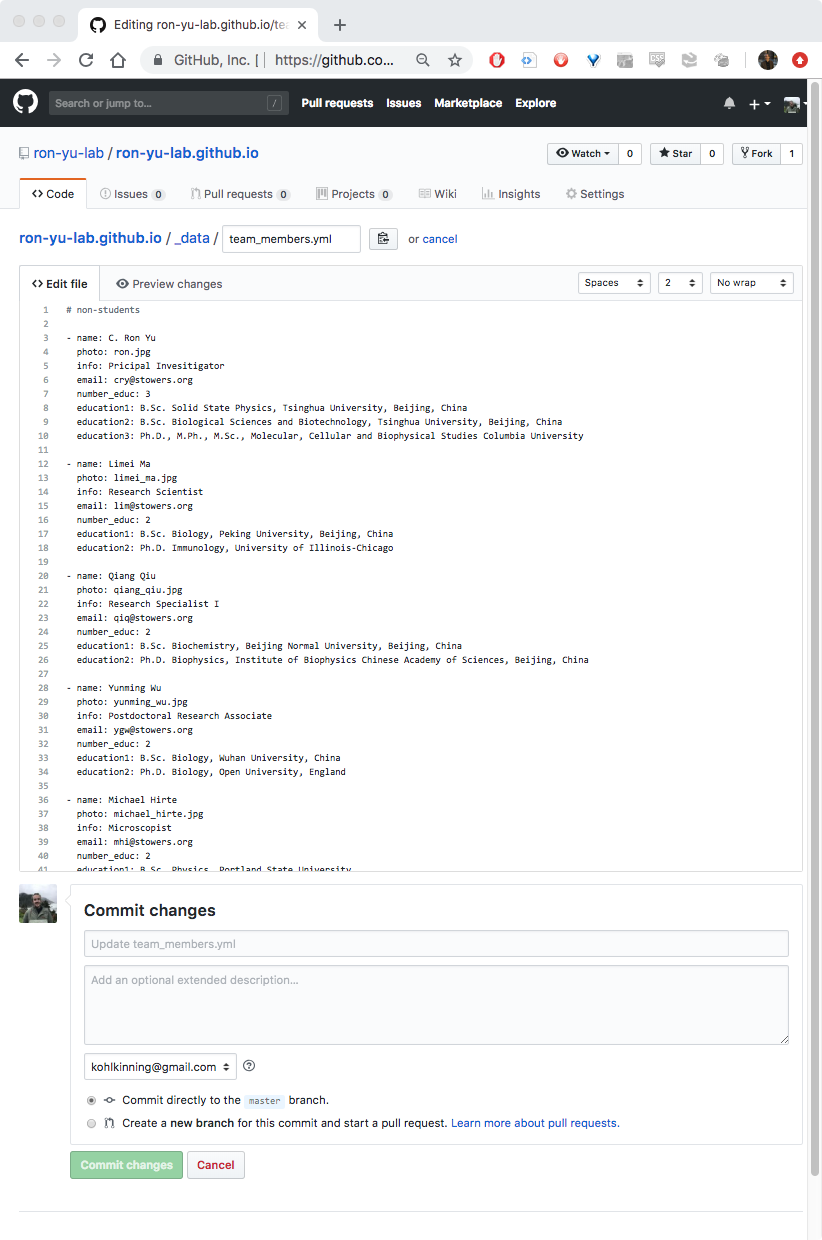 Editing ron-yu-lab.github.io/te
GitHub, Inc. [ | https://github.co...
Search or jump to... /
Pull requests Issues Marketplace Explore
ron-yu-lab / ron-yu-lab.github.io
Watch 0 Star 0 Fork 1
Code Issues 0 Pull requests 0 Projects 0 Wiki Insights Settings
ron-yu-lab.github.io / _data / team_members.yml or cancel
Edit file Preview changes Spaces 2 No wrap
1 # non-students
2
3 - name: C. Ron Yu
4 photo: ron.jpg
5 info: Pricipal Invesitigator
6 email: cry@stowers.org
7 number_educ: 3
8 education1: B.Sc. Solid State Physics, Tsinghua University, Beijing, China
9 education2: B.Sc. Biological Sciences and Biotechnology, Tsinghua University, Beijing, China
10 education3: Ph.D., M.Ph., M.Sc., Molecular, Cellular and Biophysical Studies Columbia University
11
12 - name: Limei Ma
13 photo: limei_ma.jpg
14 info: Research Scientist
15 email: lim@stowers.org
16 number_educ: 2
17 education1: B.Sc. Biology, Peking University, Beijing, China
18 education2: Ph.D. Immunology, University of Illinois-Chicago
19
20 - name: Qiang Qiu
21 photo: qiang_qiu.jpg
22 info: Research Specialist I
23 email: qiq@stowers.org
24 number_educ: 2
25 education1: B.Sc. Biochemistry, Beijing Normal University, Beijing, China
26 education2: Ph.D. Biophysics, Institute of Biophysics Chinese Academy of Sciences, Beijing, China
27
28 - name: Yunming Wu
29 photo: yunming_wu.jpg
30 info: Postdoctoral Research Associate
31 email: ygw@stowers.org
32 number_educ: 2
33 education1: B.Sc. Biology, Wuhan University, China
34 education2: Ph.D. Biology, Open University, England
35
36 - name: Michael Hirte
37 photo: michael_hirte.jpg
38 info: Microscopist
39 email: mhi@stowers.org
40 number_educ: 2
41 education1: B.Sc. Physics, Portland State University
Commit changes
Update team_members.yml
Add an optional extended description...
kohlkinning@gmail.com
Commit directly to the master branch.
Create a new branch for this commit and start a pull request. Learn more about pull requests.
Commit changes Cancel